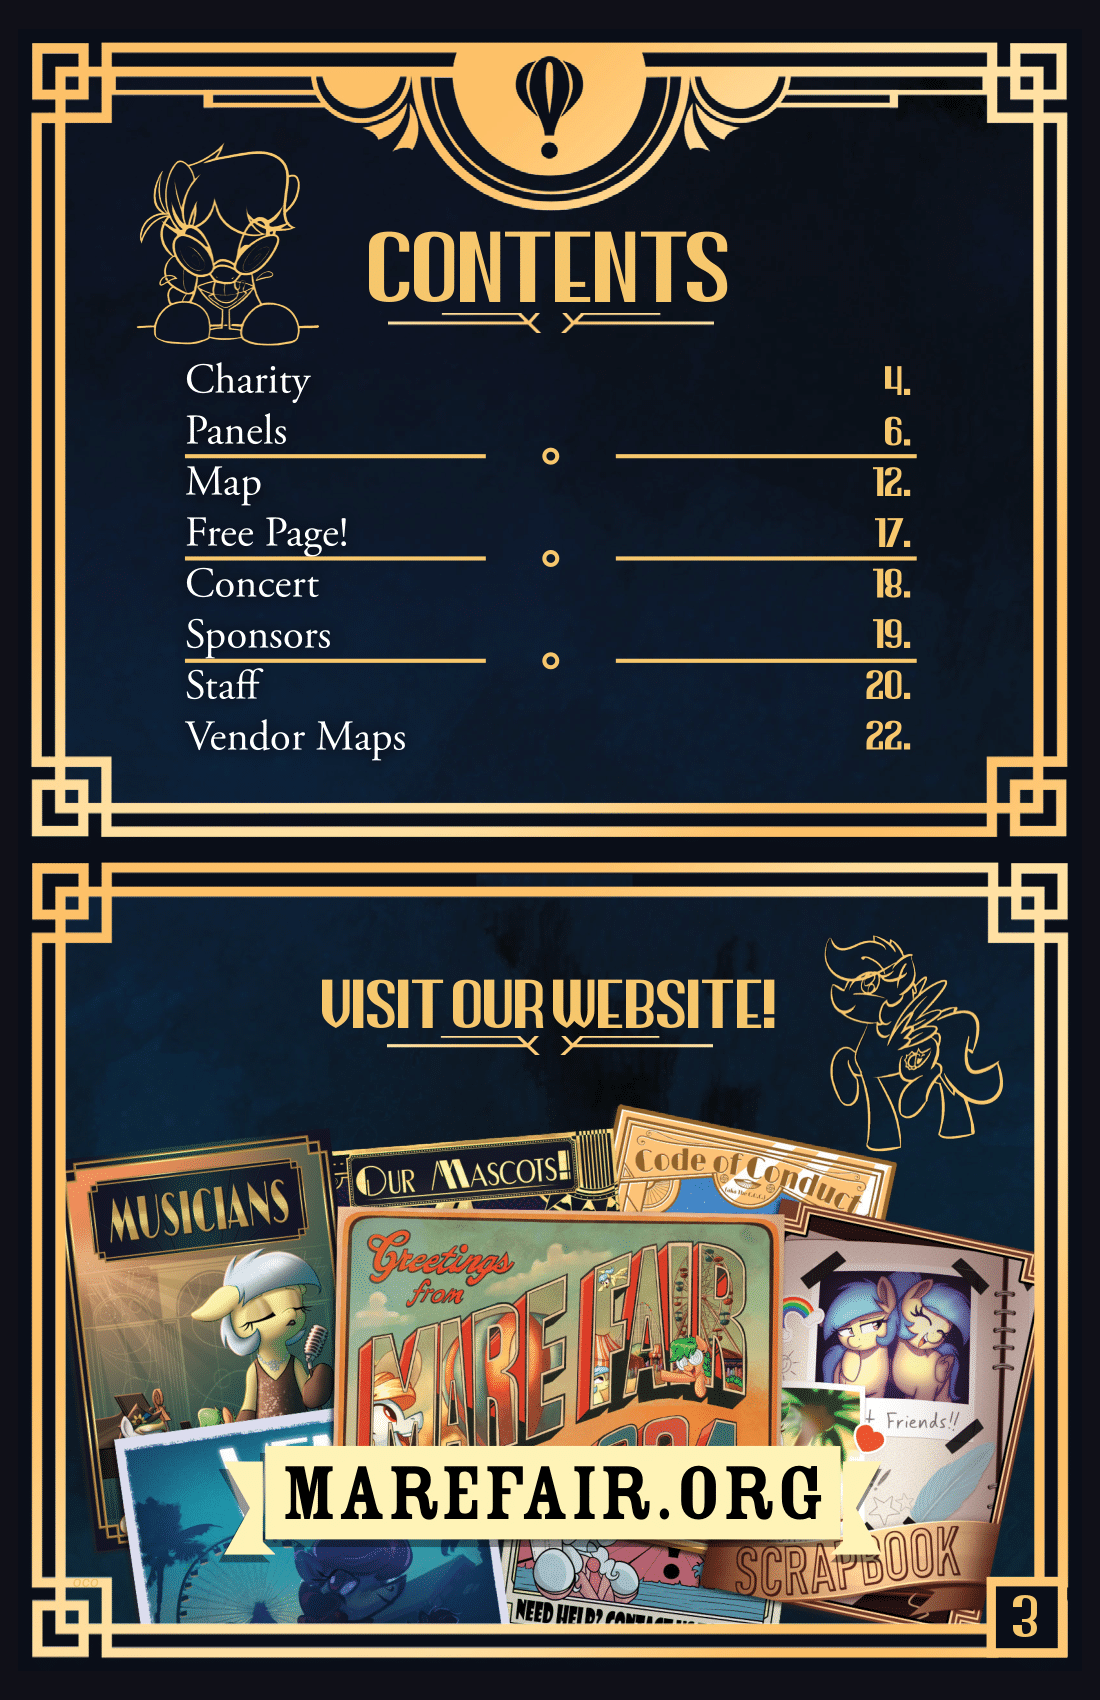 CONTENTS
Charity 4.
Panels 6.
Map 12.
Free Page! 17.
Concert 18.
Sponsors 19.
Staff 20.
Vendor Maps 22.
VISIT OUR WEBSITE!
MUSICIANS
OUR MASCOTS!
Code of Conduct
Greetings
from
MARE FAIR
t Friends!!
MAREFAIR.ORG
SCRAPBOOK
NEED HELP? CONTACT
3